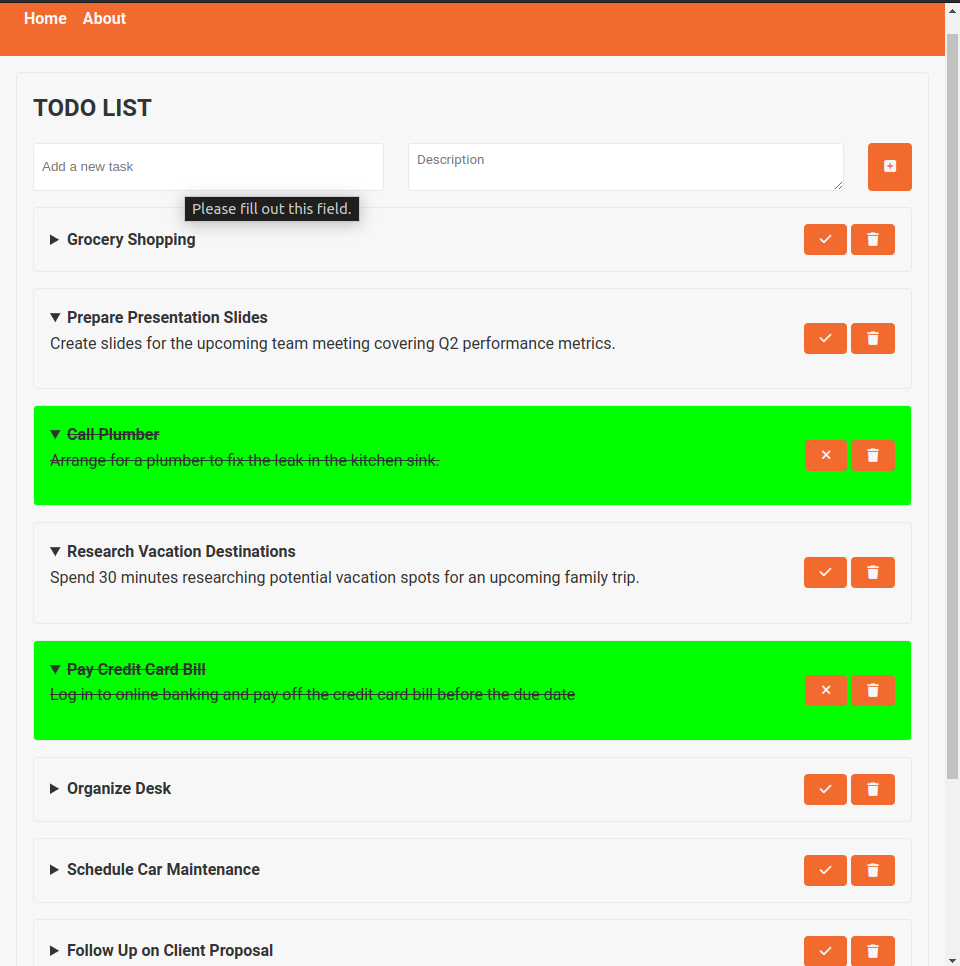 Home About
TODO LIST
Add a new task
Description
Please fill out this field.
Grocery Shopping
Prepare Presentation Slides
Create slides for the upcoming team meeting covering Q2 performance metrics.
Call Plumber
Arrange for a plumber to fix the leak in the kitchen sink.
Research Vacation Destinations
Spend 30 minutes researching potential vacation spots for an upcoming family trip.
Pay Credit Card Bill
Log in to online banking and pay off the credit card bill before the due date
Organize Desk
Schedule Car Maintenance
Follow Up on Client Proposal